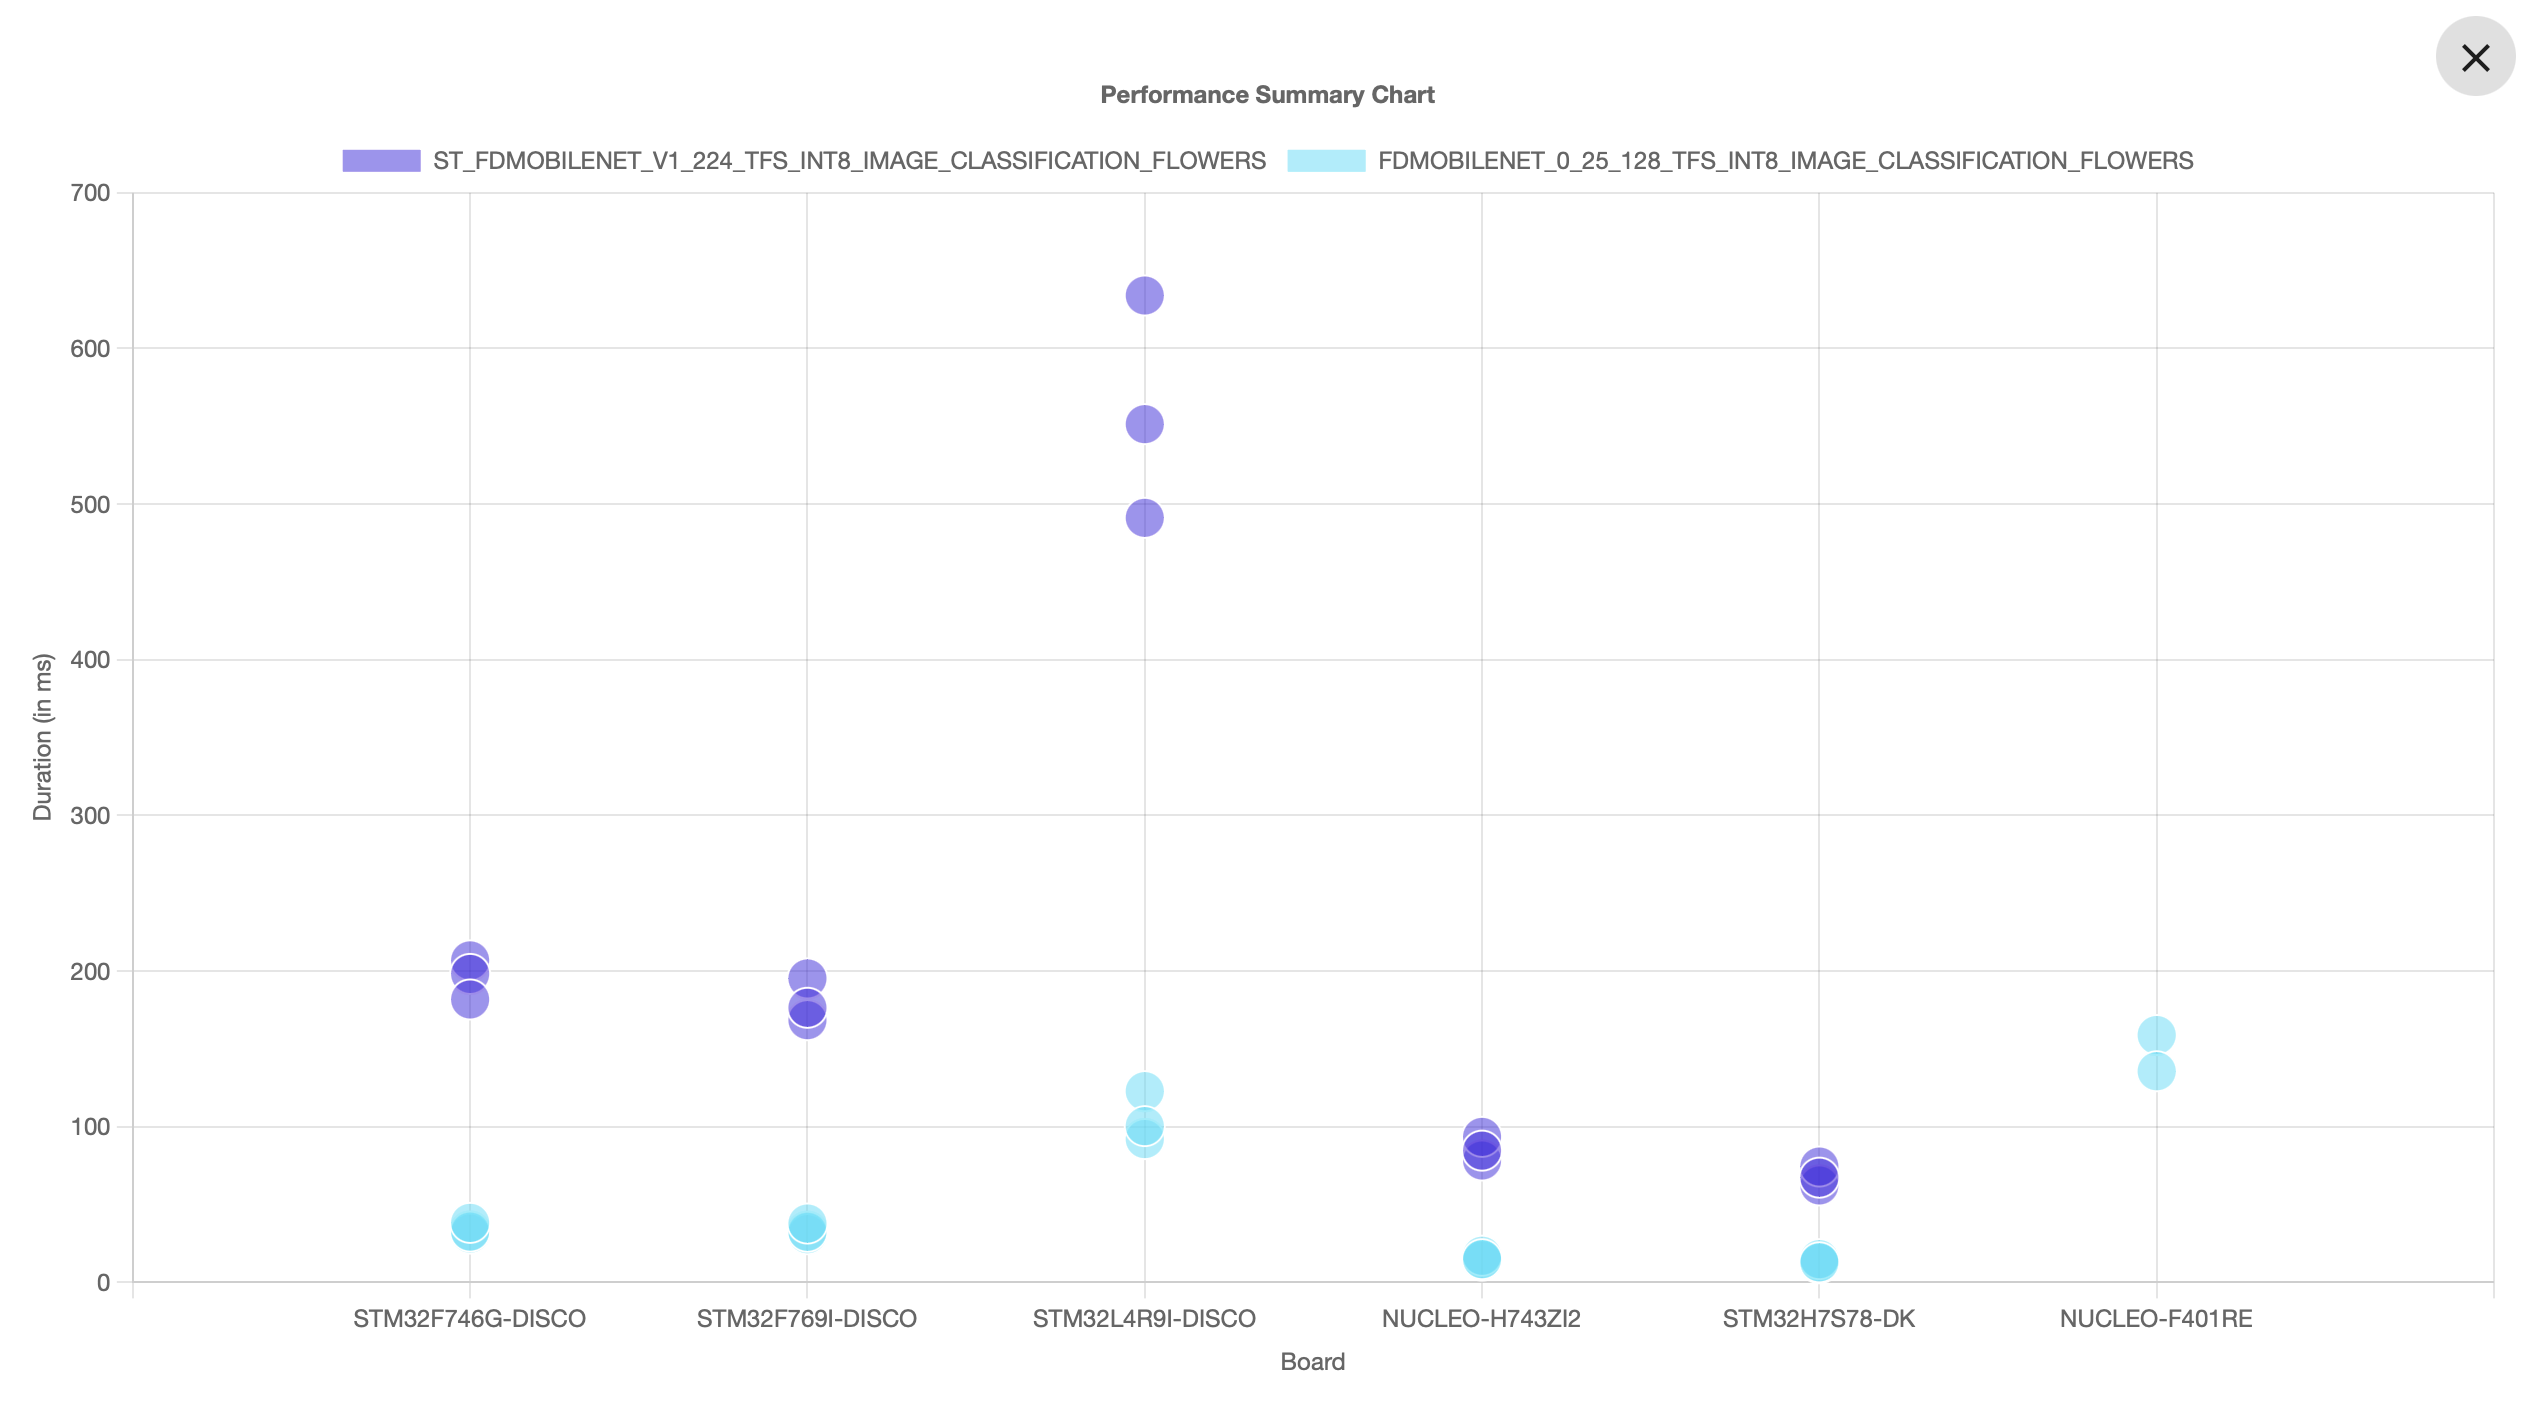 Performance Summary Chart
ST_FDMOBILENET_V1_224_TFS_INT8_IMAGE_CLASSIFICATION_FLOWERS FDMOBILENET_0_25_128_TFS_INT8_IMAGE_CLASSIFICATION_FLOWERS
700
600
500
400
300
200
100
0
Duration (in ms)
STM32F746G-DISCO STM32F769I-DISCO STM32L4R9I-DISCO NUCLEO-H743ZI2 STM32H7S78-DK NUCLEO-F401RE
Board